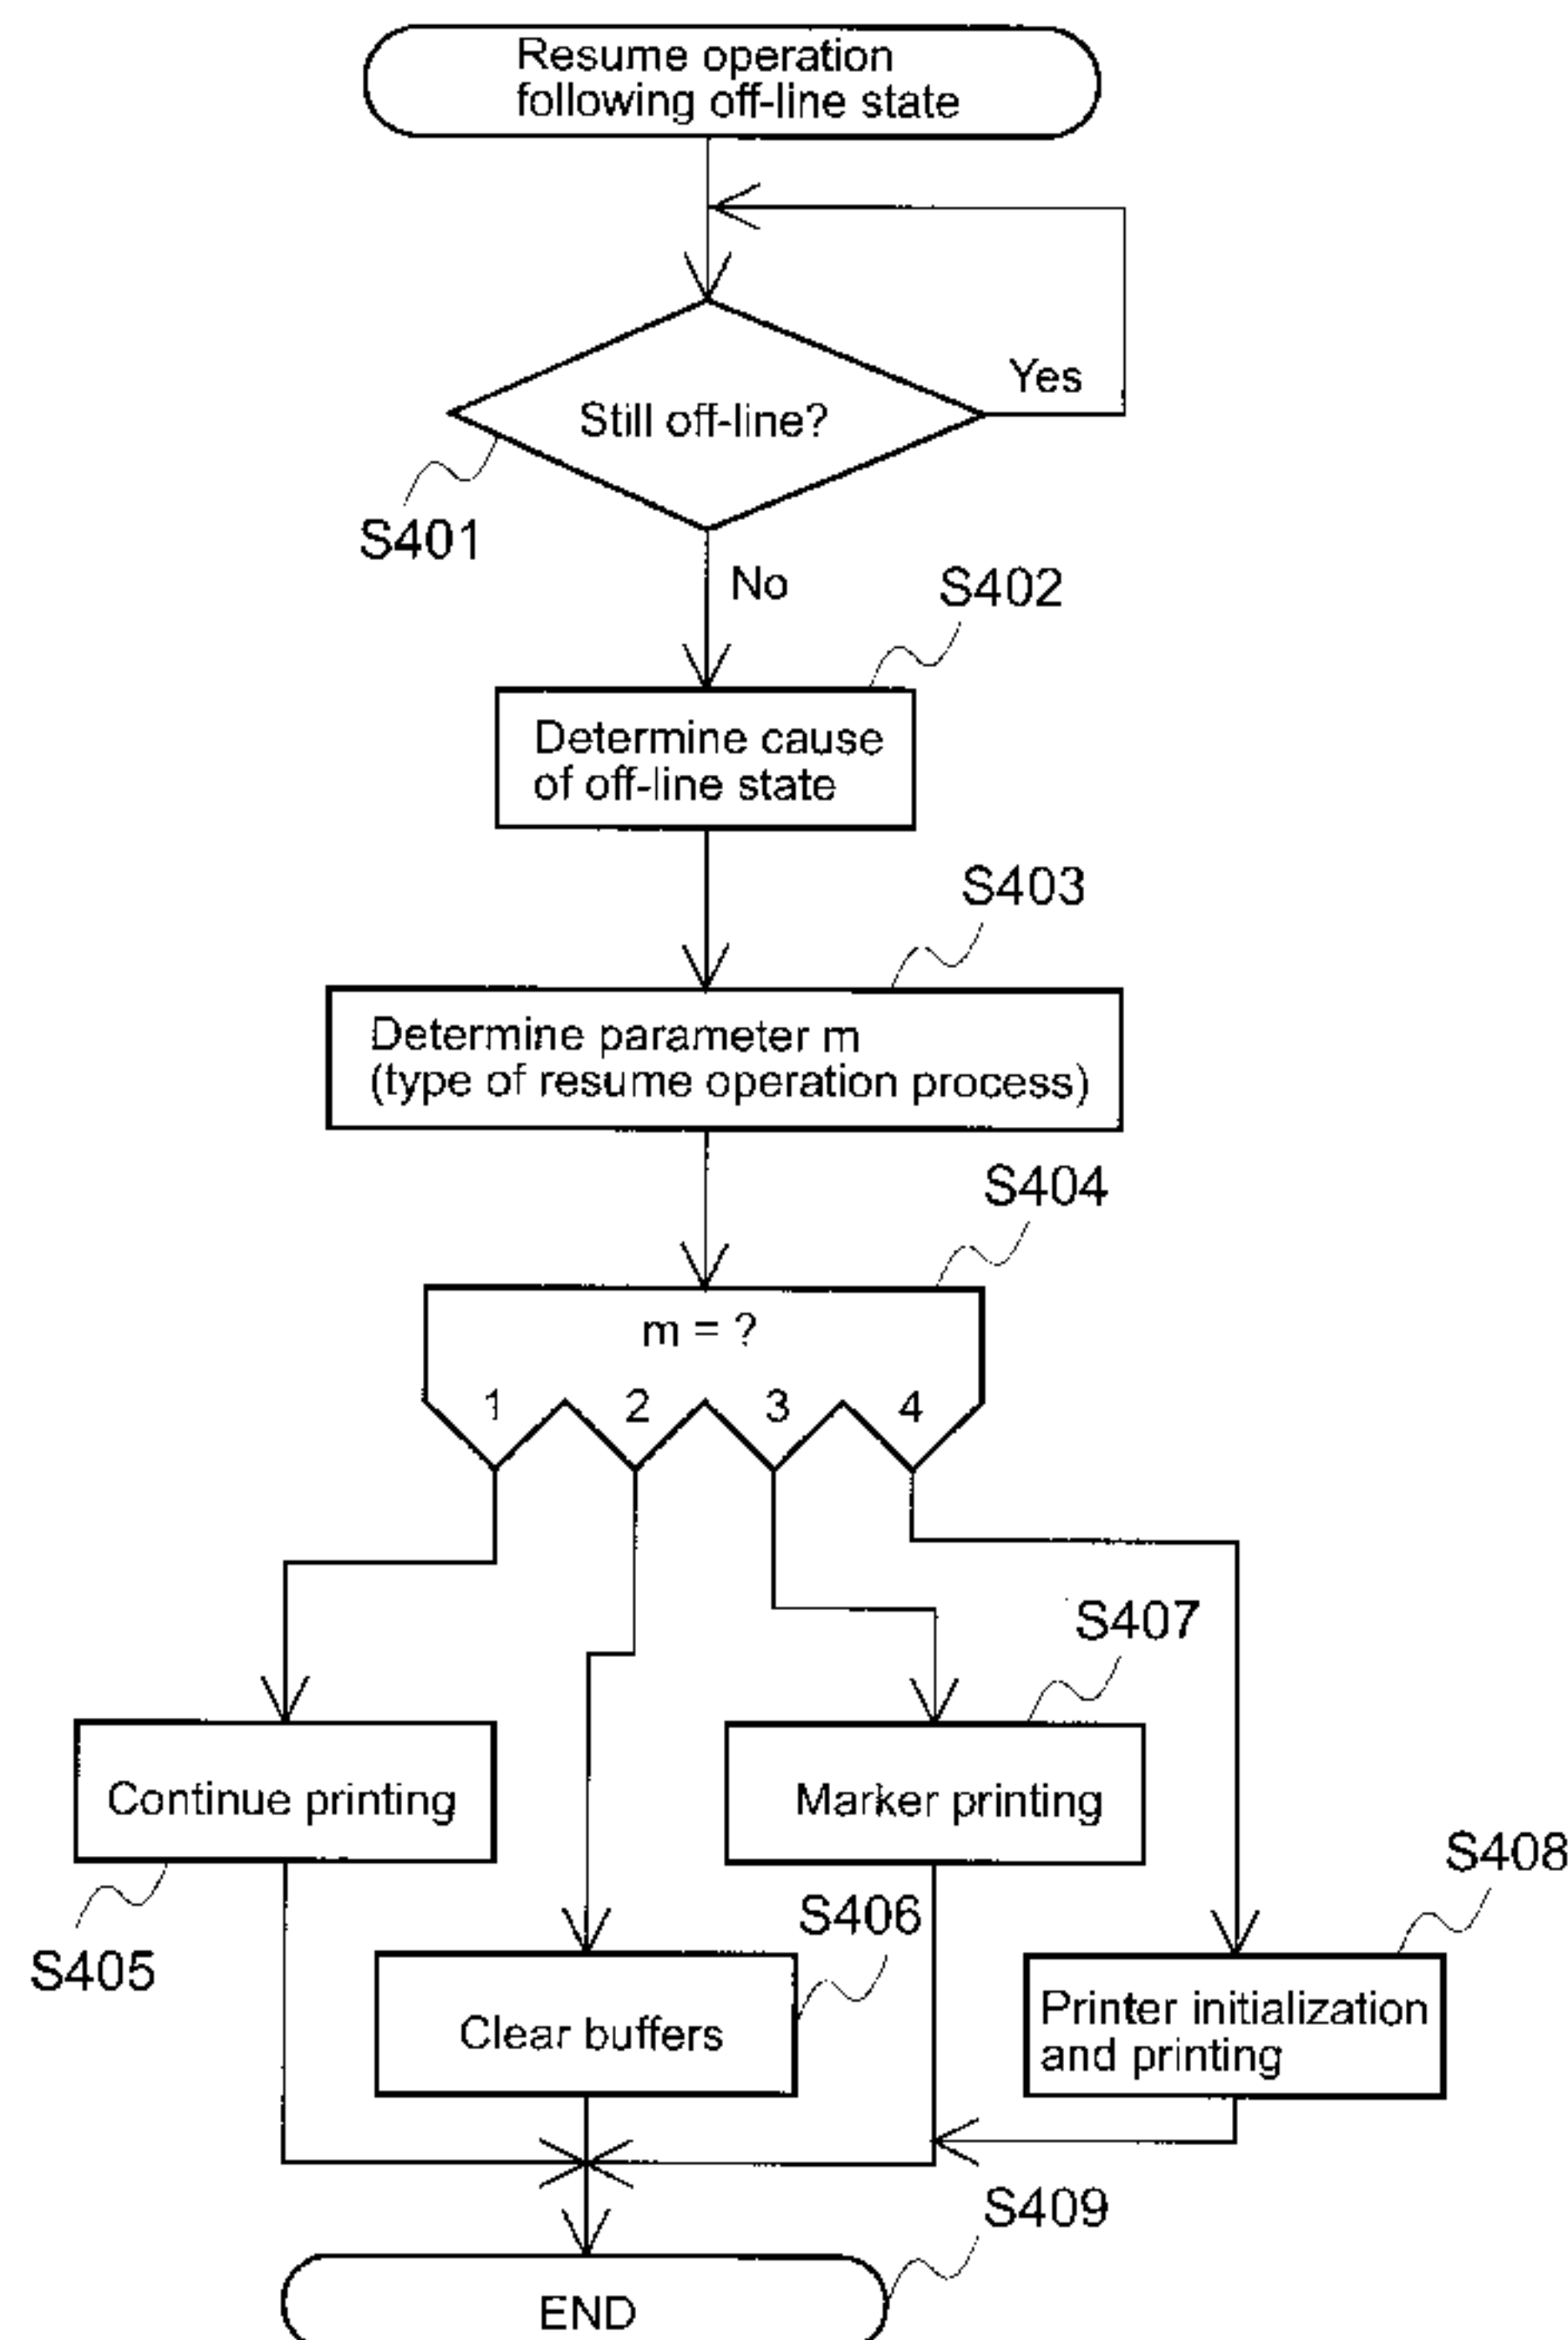 Resume operation
following off-line state
Still off-line?
Yes
S401
No
S402
Determine cause
of off-line state
S403
Determine parameter m
(type of resume operation process)
S404
m = ?
1 2 3 4
S407
Continue printing
Marker printing
S408
S405
S406
Printer initialization
and printing
Clear buffers
S409
END